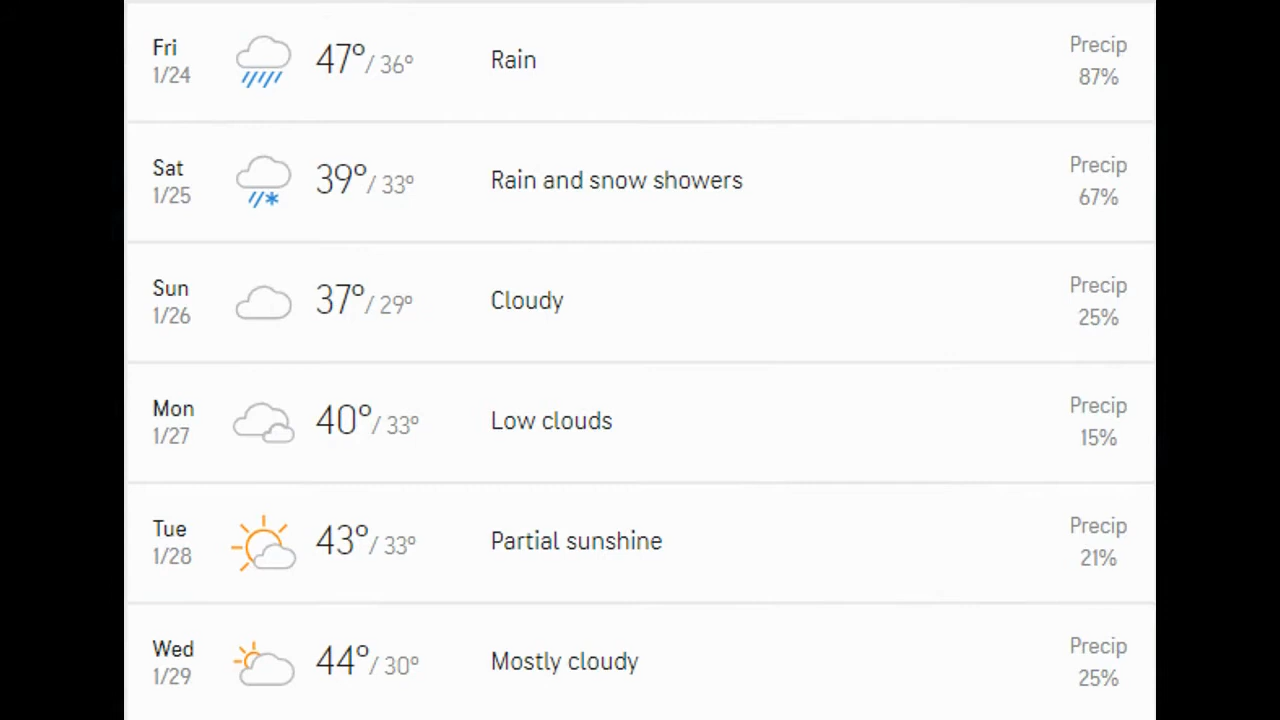 Fri
1/24
47°/ 36°
Rain
Precip
87%
Sat
1/25
39°/ 33°
Rain and snow showers
Precip
67%
Sun
1/26
37°/ 29°
Cloudy
Precip
25%
Mon
1/27
40°/ 33°
Low clouds
Precip
15%
Tue
1/28
43°/ 33°
Partial sunshine
Precip
21%
Wed
1/29
44°/ 30°
Mostly cloudy
Precip
25%